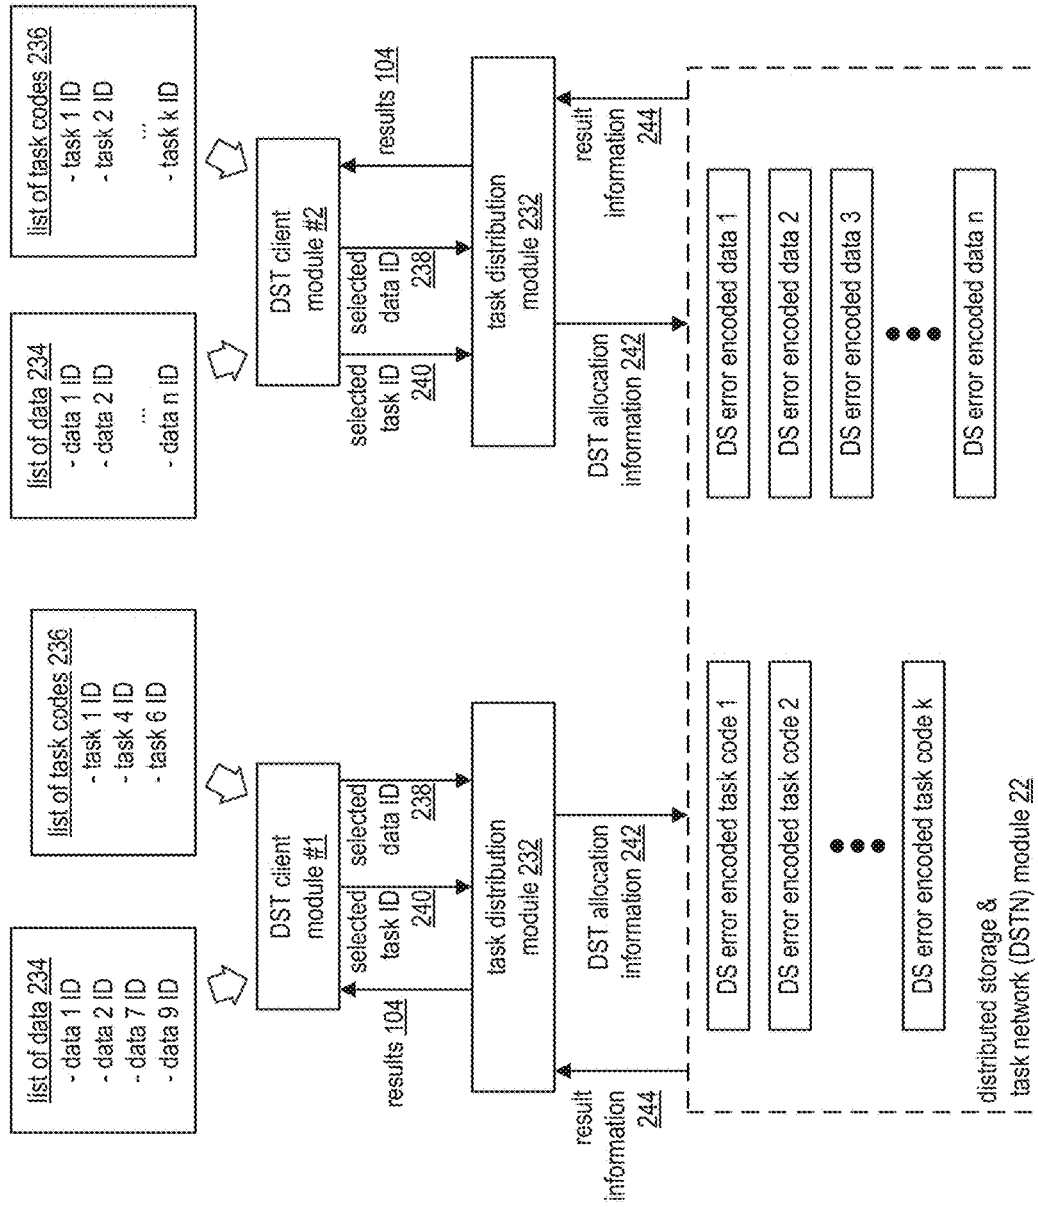 list of data 234
- data 1 ID
- data 2 ID
- data 7 ID
- data 9 ID
list of task codes 236
- task 1 ID
- task 4 ID
- task 6 ID
list of data 234
- data 1 ID
- data 2 ID
...
- data n ID
list of task codes 236
- task 1 ID
- task 2 ID
...
- task k ID
DST client
module #1
DST client
module #2
results 104
selected
task ID
240
selected
data ID
238
selected
task ID
240
selected
data ID
238
results 104
task distribution
module 232
task distribution
module 232
result
information
244
DST allocation
information 242
DST allocation
information 242
result
information
244
DS error encoded task code 1
DS error encoded task code 2
DS error encoded task code k
DS error encoded data 1
DS error encoded data 2
DS error encoded data 3
DS error encoded data n
distributed storage &
task network (DSTN) module 22